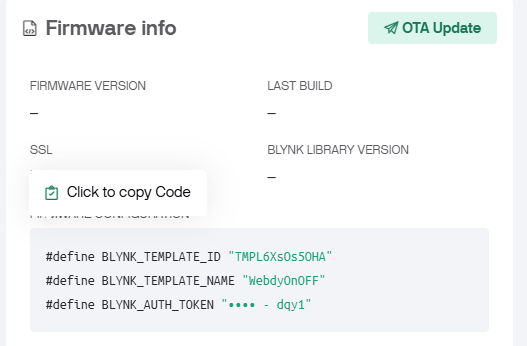 Firmware info
OTA Update
FIRMWARE VERSION
–
LAST BUILD
–
SSL
BLYNK LIBRARY VERSION
–
Click to copy Code
#define BLYNK_TEMPLATE_ID "TMPL6XsOs5OHA"
#define BLYNK_TEMPLATE_NAME "WebdyOnOFF"
#define BLYNK_AUTH_TOKEN "•••• - dqy1"